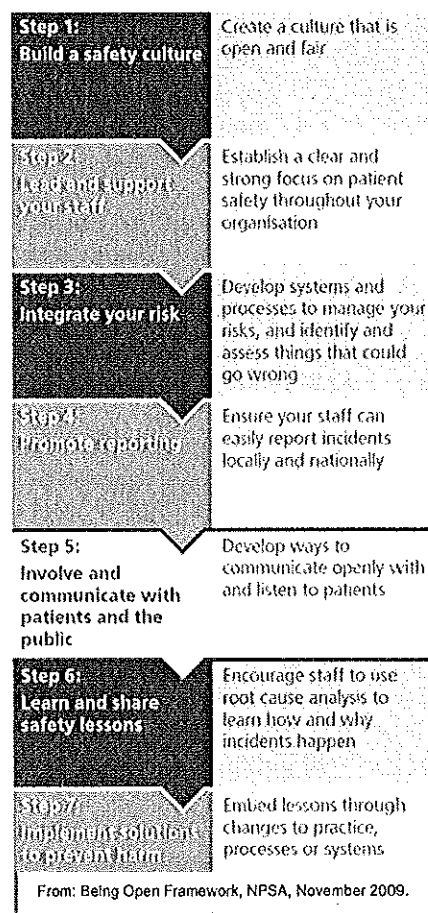 Step 1:
Build a safety culture
Create a culture that is
open and fair
Step 2:
Lead and support
your staff
Establish a clear and
strong focus on patient
safety throughout your
organisation
Step 3:
Integrate your risk
Develop systems and
processes to manage your
risks, and identify and
assess things that could
go wrong
Step 4:
Promote reporting
Ensure your staff can
easily report incidents
locally and nationally
Step 5:
Involve and
communicate with
patients and the
public
Develop ways to
communicate openly with
and listen to patients
Step 6:
Learn and share
safety lessons
Encourage staff to use
root cause analysis to
learn how and why
incidents happen
Step 7:
Implement solutions
to prevent harm
Embed lessons through
changes to practice,
processes or systems
From: Being Open Framework, NPSA, November 2009.